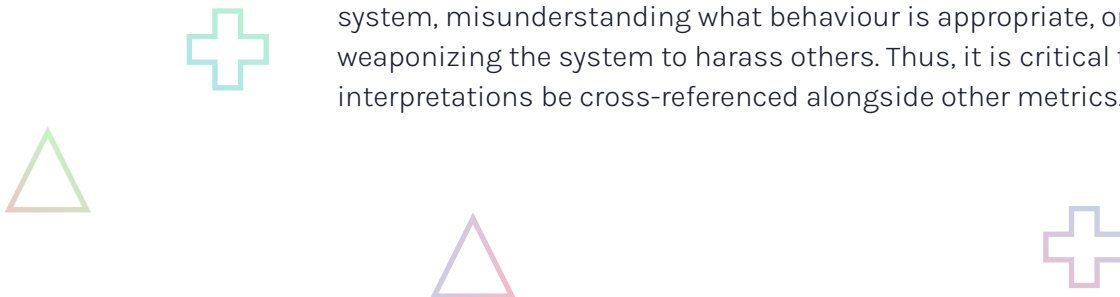 system, misunderstanding what behaviour is appropriate, or
weaponizing the system to harass others. Thus, it is critical
interpretations be cross-referenced alongside other metrics.